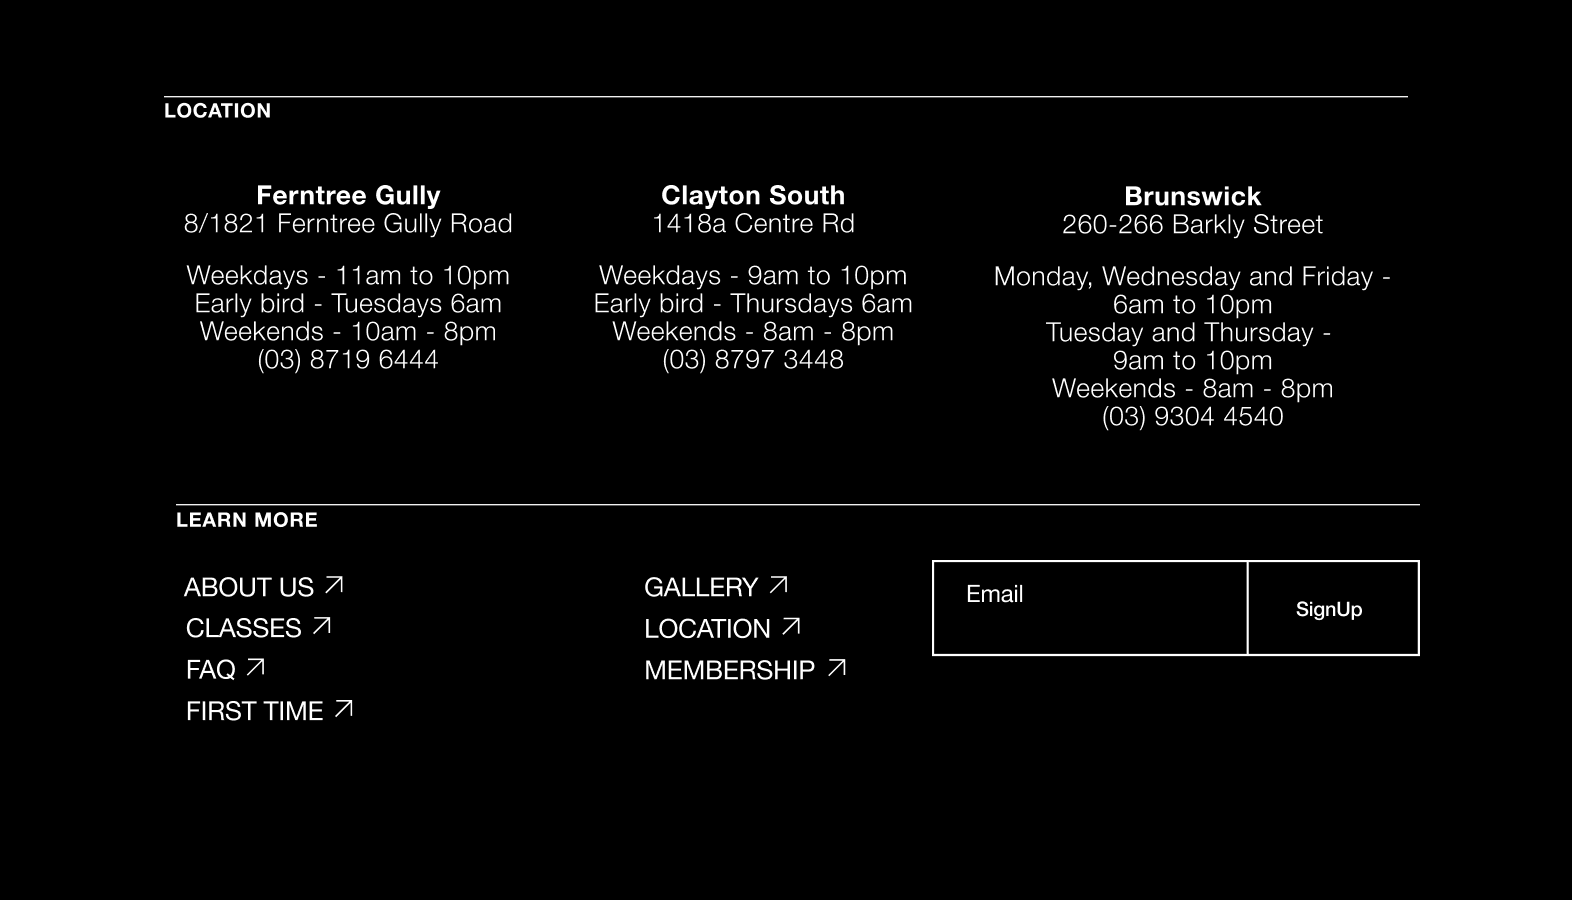 LOCATION
Ferntree Gully
8/1821 Ferntree Gully Road
Weekdays - 11am to 10pm
Early bird - Tuesdays 6am
Weekends - 10am - 8pm
(03) 8719 6444
Clayton South
1418a Centre Rd
Weekdays - 9am to 10pm
Early bird - Thursdays 6am
Weekends - 8am - 8pm
(03) 8797 3448
Brunswick
260-266 Barkly Street
Monday, Wednesday and Friday -
6am to 10pm
Tuesday and Thursday -
9am to 10pm
Weekends - 8am - 8pm
(03) 9304 4540
LEARN MORE
ABOUT US
CLASSES
FAQ
FIRST TIME
GALLERY
LOCATION
MEMBERSHIP
Email
SignUp